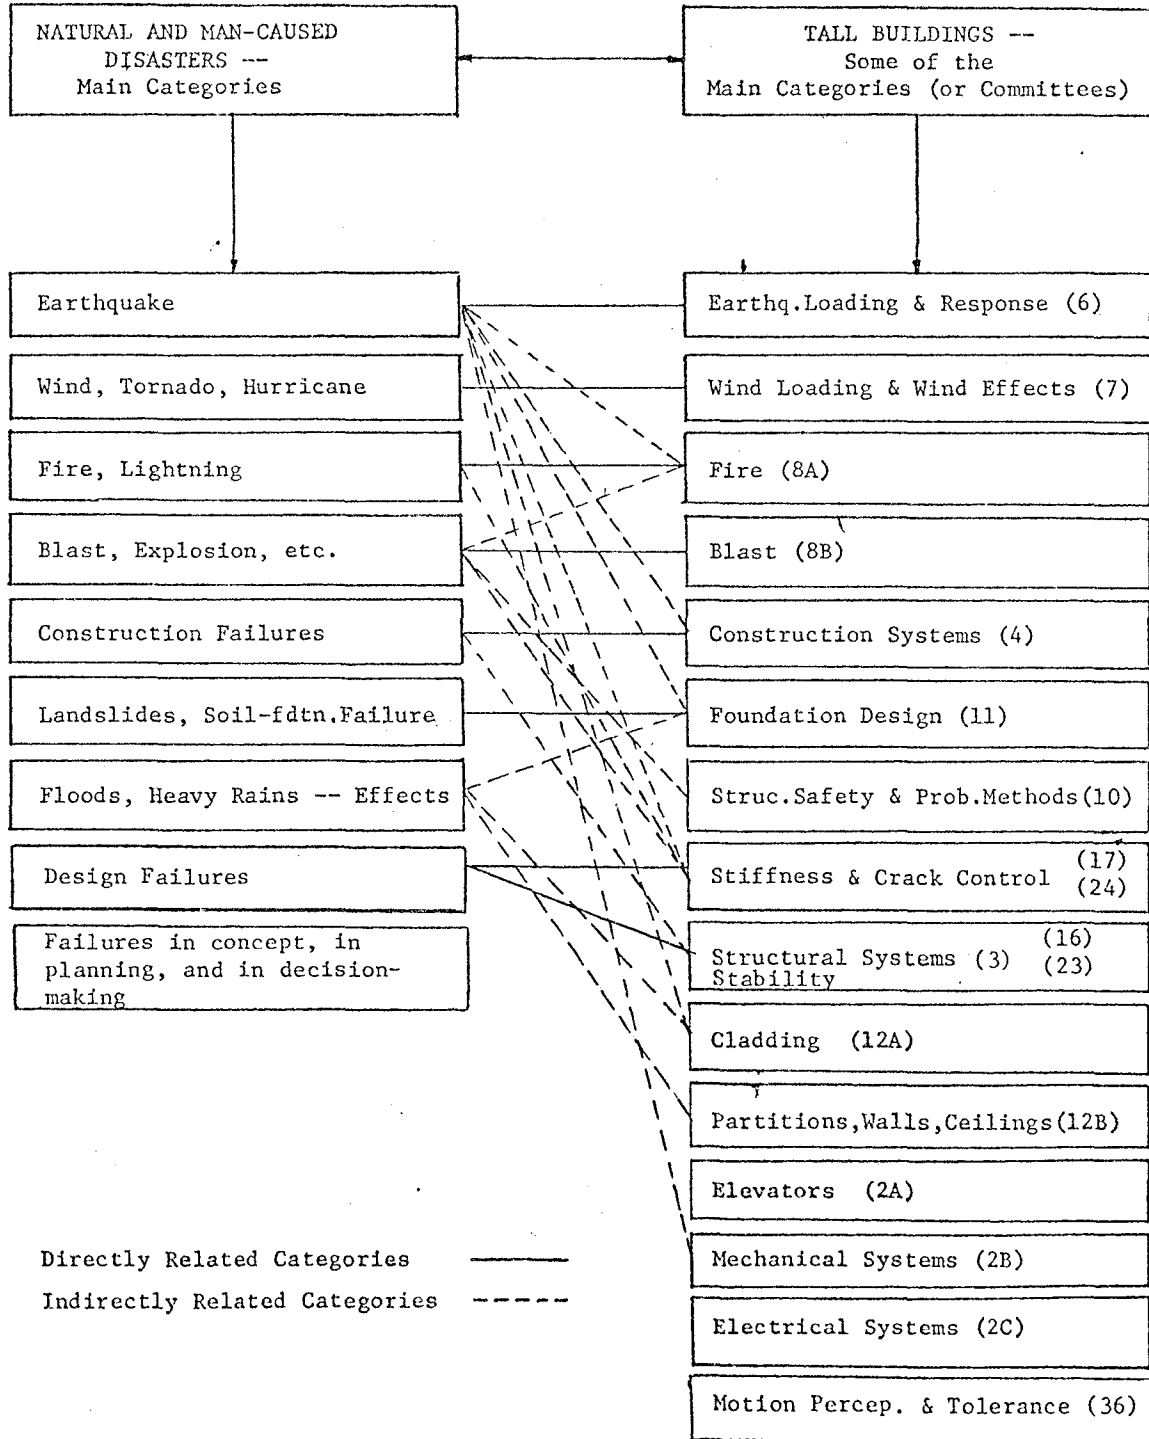 NATURAL AND MAN-CAUSED
DISASTERS --
Main Categories
TALL BUILDINGS --
Some of the
Main Categories (or Committees)
Earthquake
Wind, Tornado, Hurricane
Fire, Lightning
Blast, Explosion, etc.
Construction Failures
Landslides, Soil-fdtn.Failure
Floods, Heavy Rains -- Effects
Design Failures
Failures in concept, in
planning, and in decision-
making
Earthq.Loading & Response (6)
Wind Loading & Wind Effects (7)
Fire (8A)
Blast (8B)
Construction Systems (4)
Foundation Design (11)
Struc.Safety & Prob.Methods(10)
Stiffness & Crack Control (17)
(24)
Structural Systems (3) (16)
Stability (23)
Cladding (12A)
Partitions,Walls,Ceilings(12B)
Elevators (2A)
Mechanical Systems (2B)
Electrical Systems (2C)
Motion Percep. & Tolerance (36)
Directly Related Categories
Indirectly Related Categories